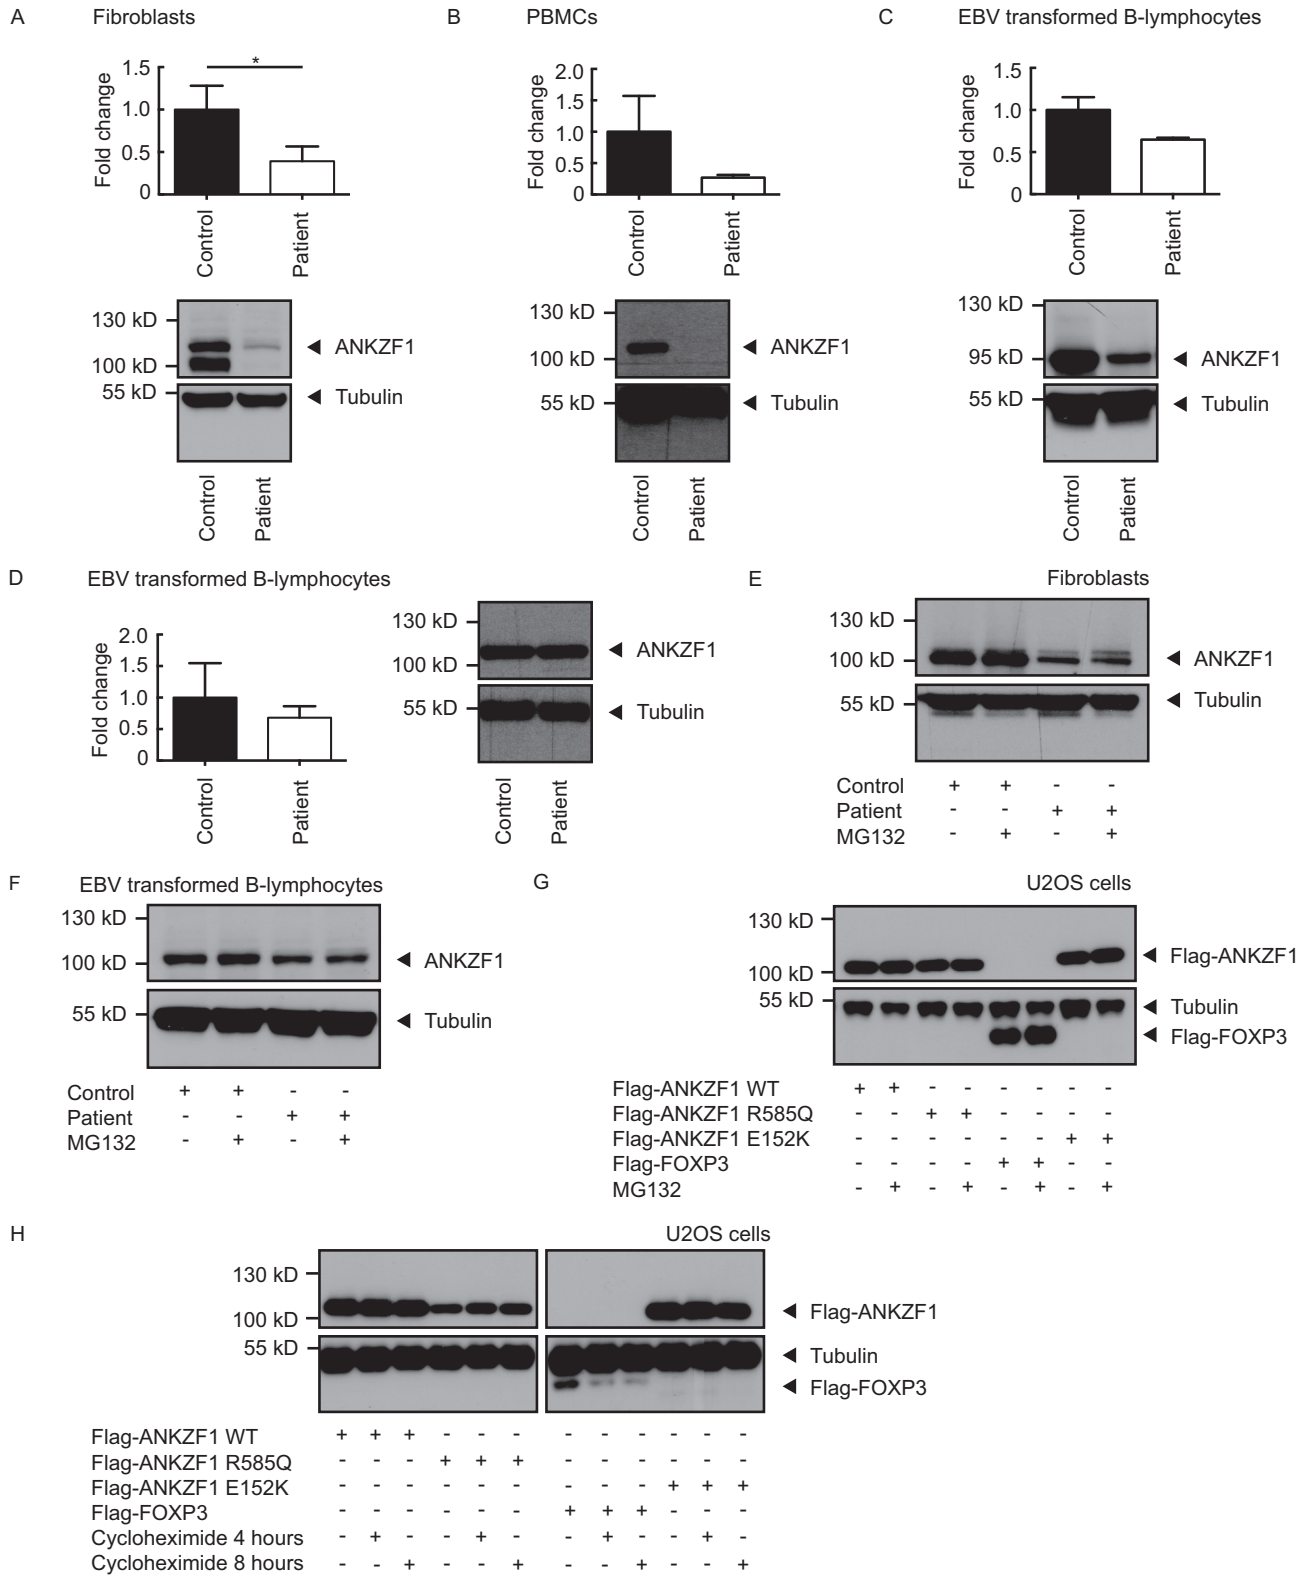 A Fibroblasts
B PBMCs
C EBV transformed B-lymphocytes
Fold change
1.5
1.0
0.5
0
*
Control
Patient
Fold change
2.0
1.5
1.0
0.5
0
Control
Patient
Fold change
1.5
1.0
0.5
0
Control
Patient
130 kD
100 kD
55 kD
ANKZF1
Tubulin
Control
Patient
130 kD
100 kD
55 kD
ANKZF1
Tubulin
Control
Patient
130 kD
95 kD
55 kD
ANKZF1
Tubulin
Control
Patient
D EBV transformed B-lymphocytes
Fold change
2.0
1.5
1.0
0.5
0
Control
Patient
130 kD
100 kD
55 kD
ANKZF1
Tubulin
Control
Patient
E Fibroblasts
130 kD
100 kD
55 kD
ANKZF1
Tubulin
Control + + - -
Patient - - + +
MG132 - + - +
F EBV transformed B-lymphocytes
130 kD
100 kD
55 kD
ANKZF1
Tubulin
Control + + - -
Patient - - + +
MG132 - + - +
G U2OS cells
130 kD
100 kD
55 kD
Flag-ANKZF1
Tubulin
Flag-FOXP3
Flag-ANKZF1 WT + + - - - - - -
Flag-ANKZF1 R585Q - - + + - - - -
Flag-ANKZF1 E152K - - - - - - + +
Flag-FOXP3 - - - - + + - -
MG132 - + - + - + - +
H U2OS cells
130 kD
100 kD
55 kD
Flag-ANKZF1
Tubulin
Flag-FOXP3
Flag-ANKZF1 WT + + + - - - - - - - - -
Flag-ANKZF1 R585Q - - - + + + - - - - - -
Flag-ANKZF1 E152K - - - - - - - - - + + +
Flag-FOXP3 - - - - - - + + + - - -
Cycloheximide 4 hours - + - - + - - + - - + -
Cycloheximide 8 hours - - + - - + - - + - - +